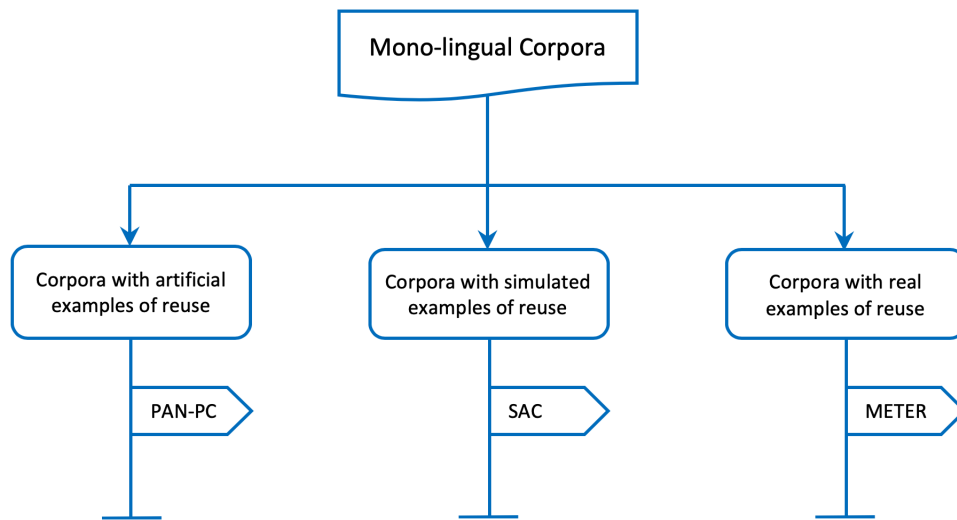 Mono-lingual Corpora
Corpora with artificial
examples of reuse
Corpora with simulated
examples of reuse
Corpora with real
examples of reuse
PAN-PC
SAC
METER